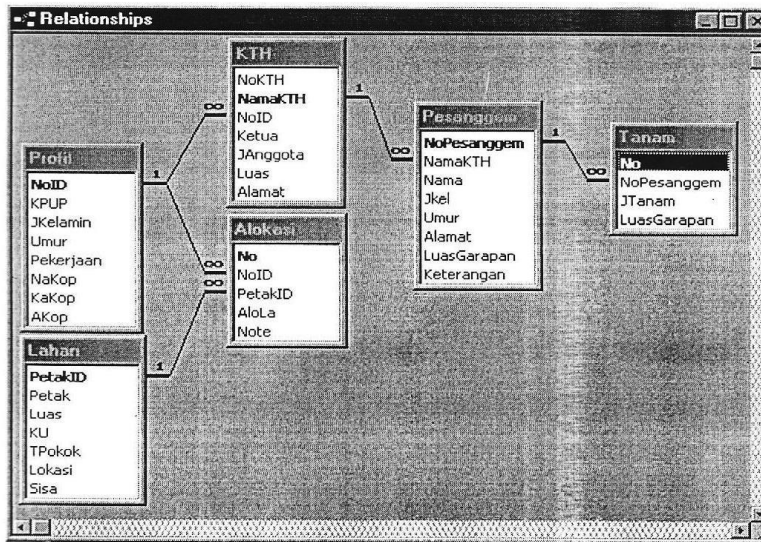 Relationships
KTH
NoKTH
NamaKTH
NoID
Ketua
JAnggota
Luas
Alamat
Profil
NoID
KPUP
JKelamin
Umur
Pekerjaan
NaKop
KaKop
AKop
Alokasi
No
NoID
PetakID
AloLa
Note
Lahan
PetakID
Petak
Luas
KU
TPokok
Lokasi
Sisa
Pesanggem
NoPesanggem
NamaKTH
Nama
Jkel
Umur
Alamat
LuasGarapan
Keterangan
Tanam
No
NoPesanggem
JTanam
LuasGarapan
1
∞
∞
∞
1
1
∞
1
∞